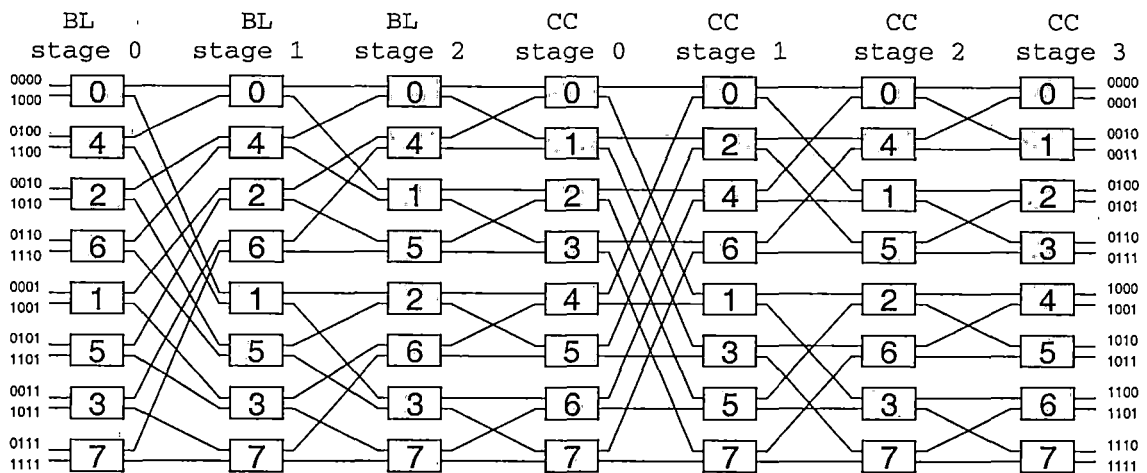 BL BL BL CC CC CC CC
stage 0 stage 1 stage 2 stage 0 stage 1 stage 2 stage 3
0000 0 0 0 0 0 0 0 0000
1000 0001
0100 4 4 4 1 2 4 1 0010
1100 0011
0010 2 2 1 2 4 1 2 0100
1010 0101
0110 6 6 5 3 6 5 3 0110
1110 0111
0001 1 1 2 4 1 2 4 1000
1001 1001
0101 5 5 6 5 3 6 5 1010
1101 1011
0011 3 3 3 6 5 3 6 1100
1011 1101
0111 7 7 7 7 7 7 7 1110
1111 1111